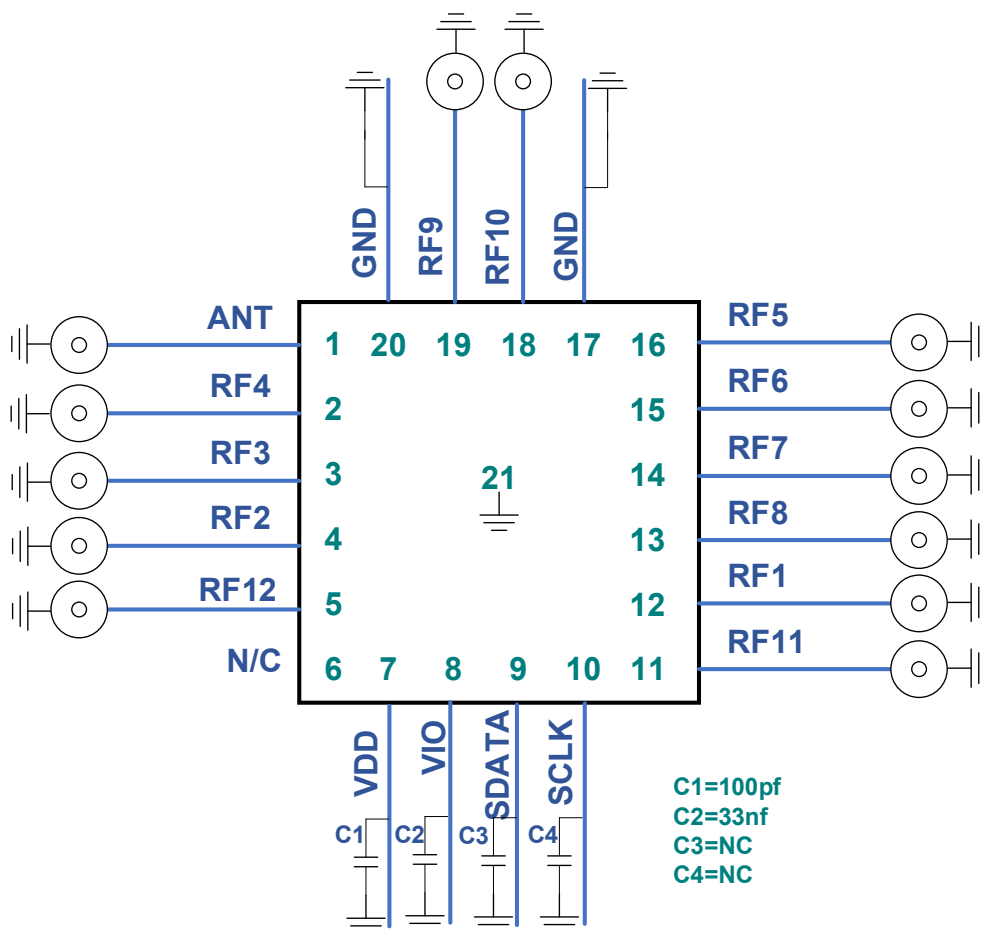 GND
RF9
RF10
GND
ANT
RF4
RF3
RF2
RF12
N/C
1 20 19 18 17 16
2 15
3 14
21
4 13
5 12
6 7 8 9 10 11
RF5
RF6
RF7
RF8
RF1
RF11
VDD
VIO
SDATA
SCLK
C1
C2
C3
C4
C1=100pf
C2=33nf
C3=NC
C4=NC